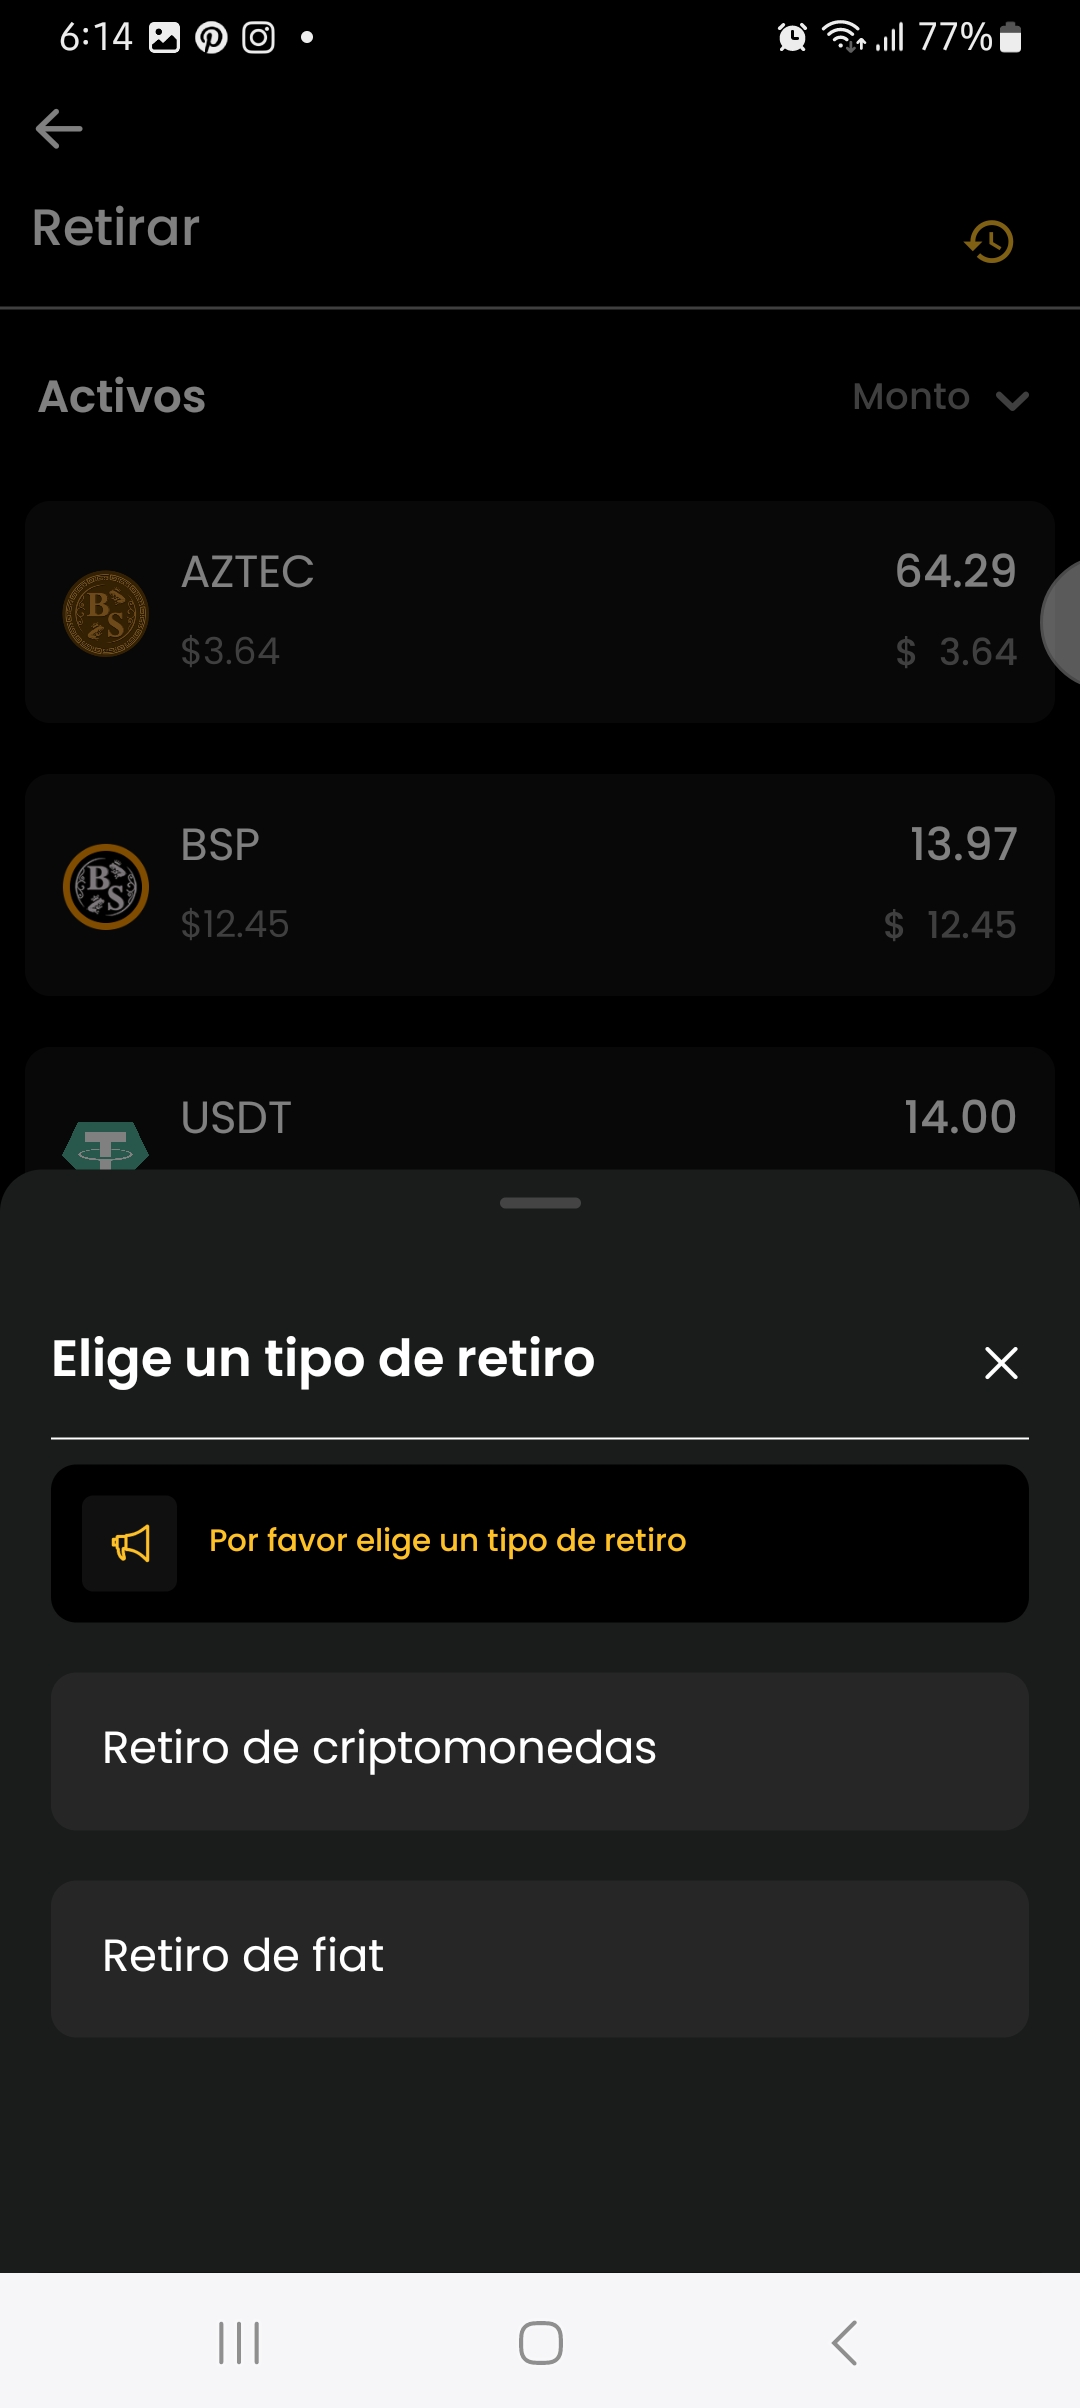 6:14
77%
Retirar
Activos
Monto
AZTEC
64.29
$3.64
$ 3.64
BSP
13.97
$12.45
$ 12.45
USDT
14.00
Elige un tipo de retiro
Por favor elige un tipo de retiro
Retiro de criptomonedas
Retiro de fiat